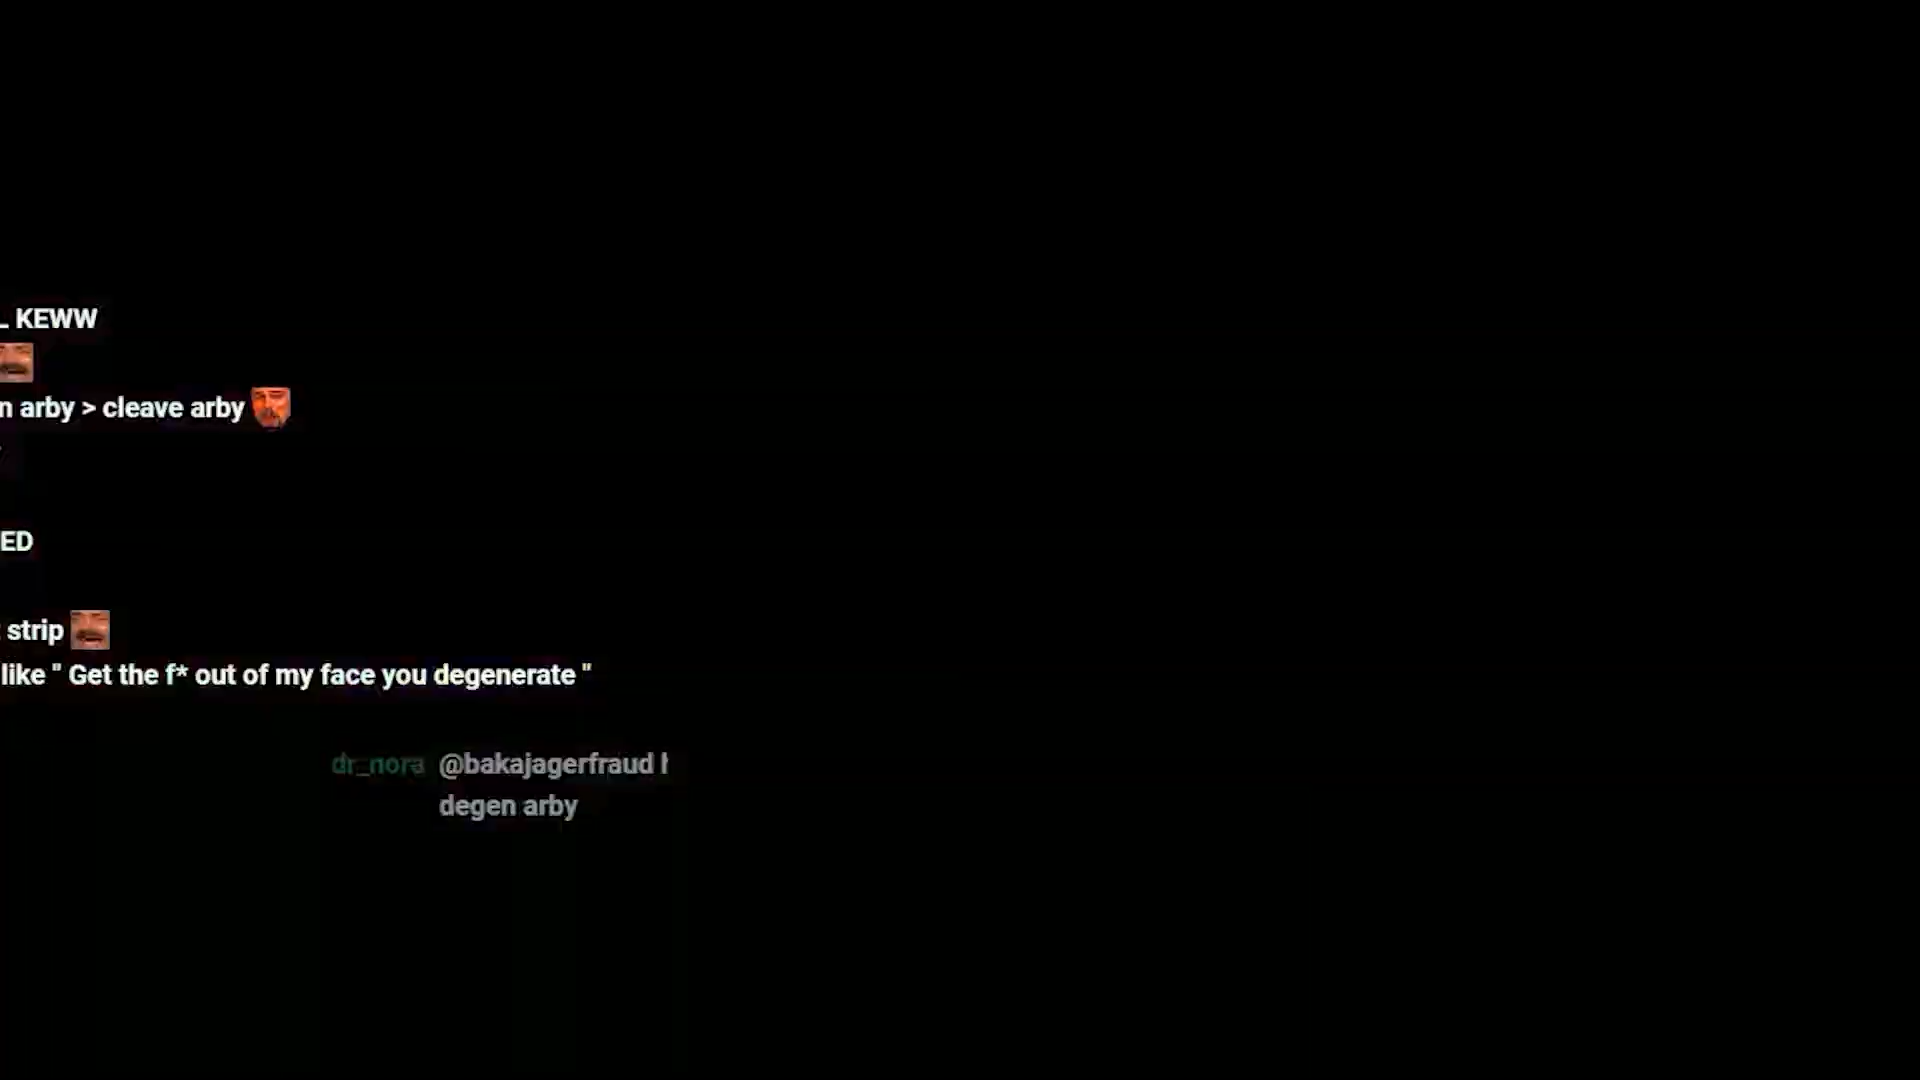 KEWW
n arby > cleave arby
ED
strip
like " Get the f* out of my face you degenerate "
dr_nora @bakajagerfraud
degen arby